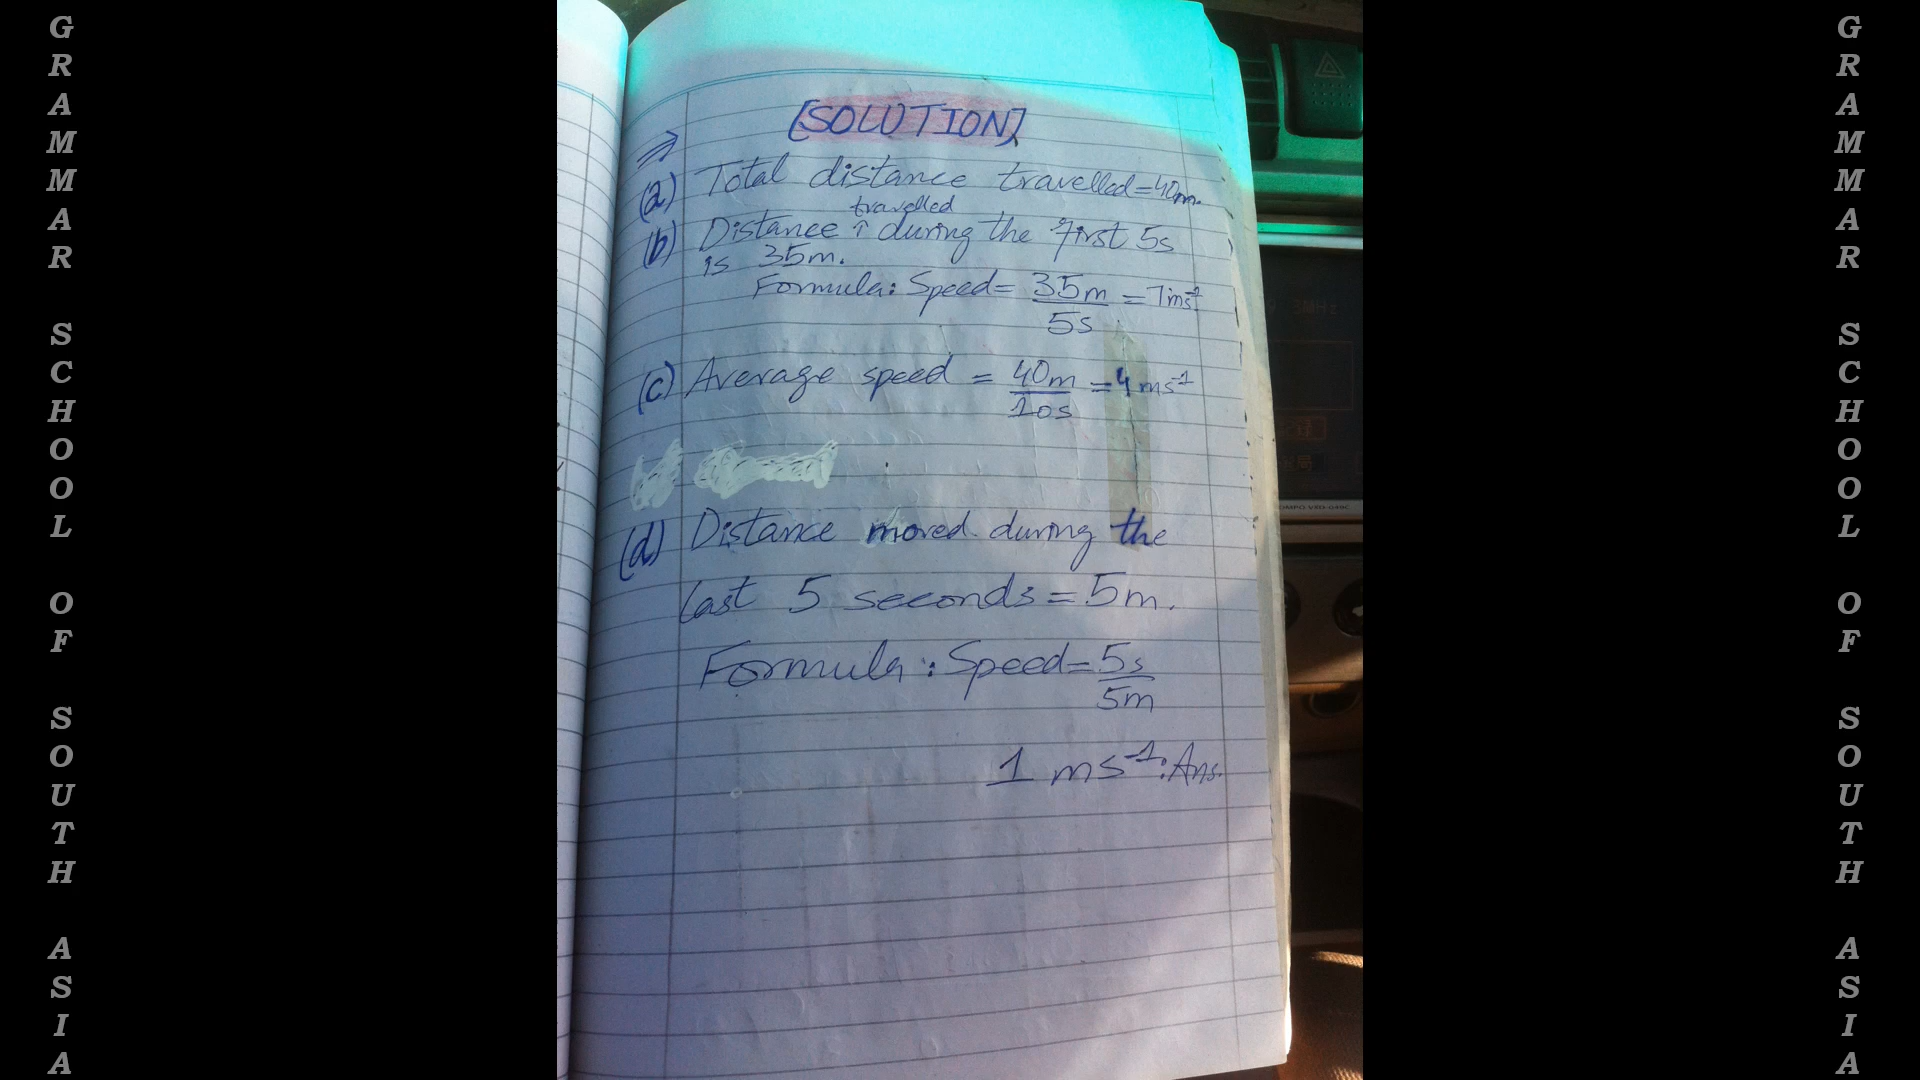 GRAMMAR SCHOOL OF SOUTH ASIA
[SOLUTION]
(a) Total distance travelled = 40m.
travelled
(b) Distance ↑ during the first 5s
is 35m.
Formula: Speed = 35m = 7ms⁻¹
5s
(c) Average speed = 40m = 4ms⁻¹
10s
(d) Distance moved during the
last 5 seconds = 5m.
Formula: Speed = 5s
5m
1 ms⁻¹: Ans.
GRAMMAR SCHOOL OF SOUTH ASIA